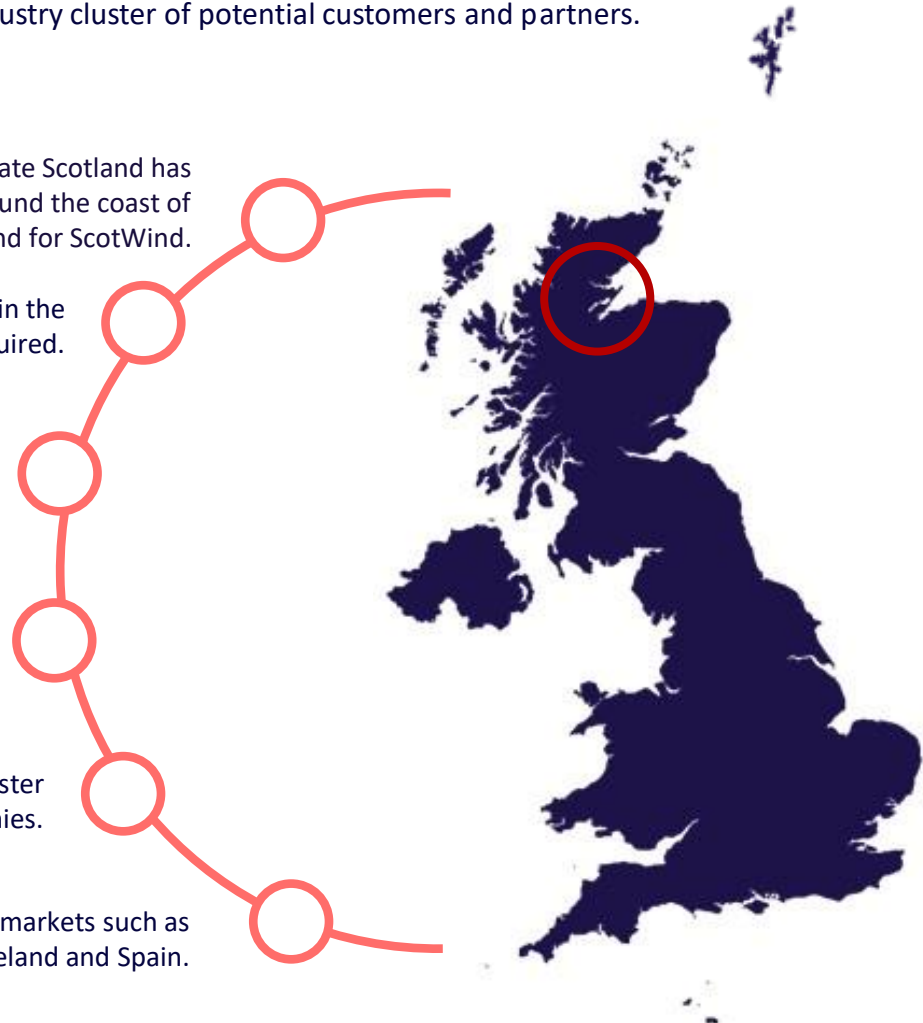 ustry cluster of potential customers and partners.
ate Scotland has
und the coast of
nd for ScotWind.
in the
uired.
ster
nies.
markets such as
eland and Spain.